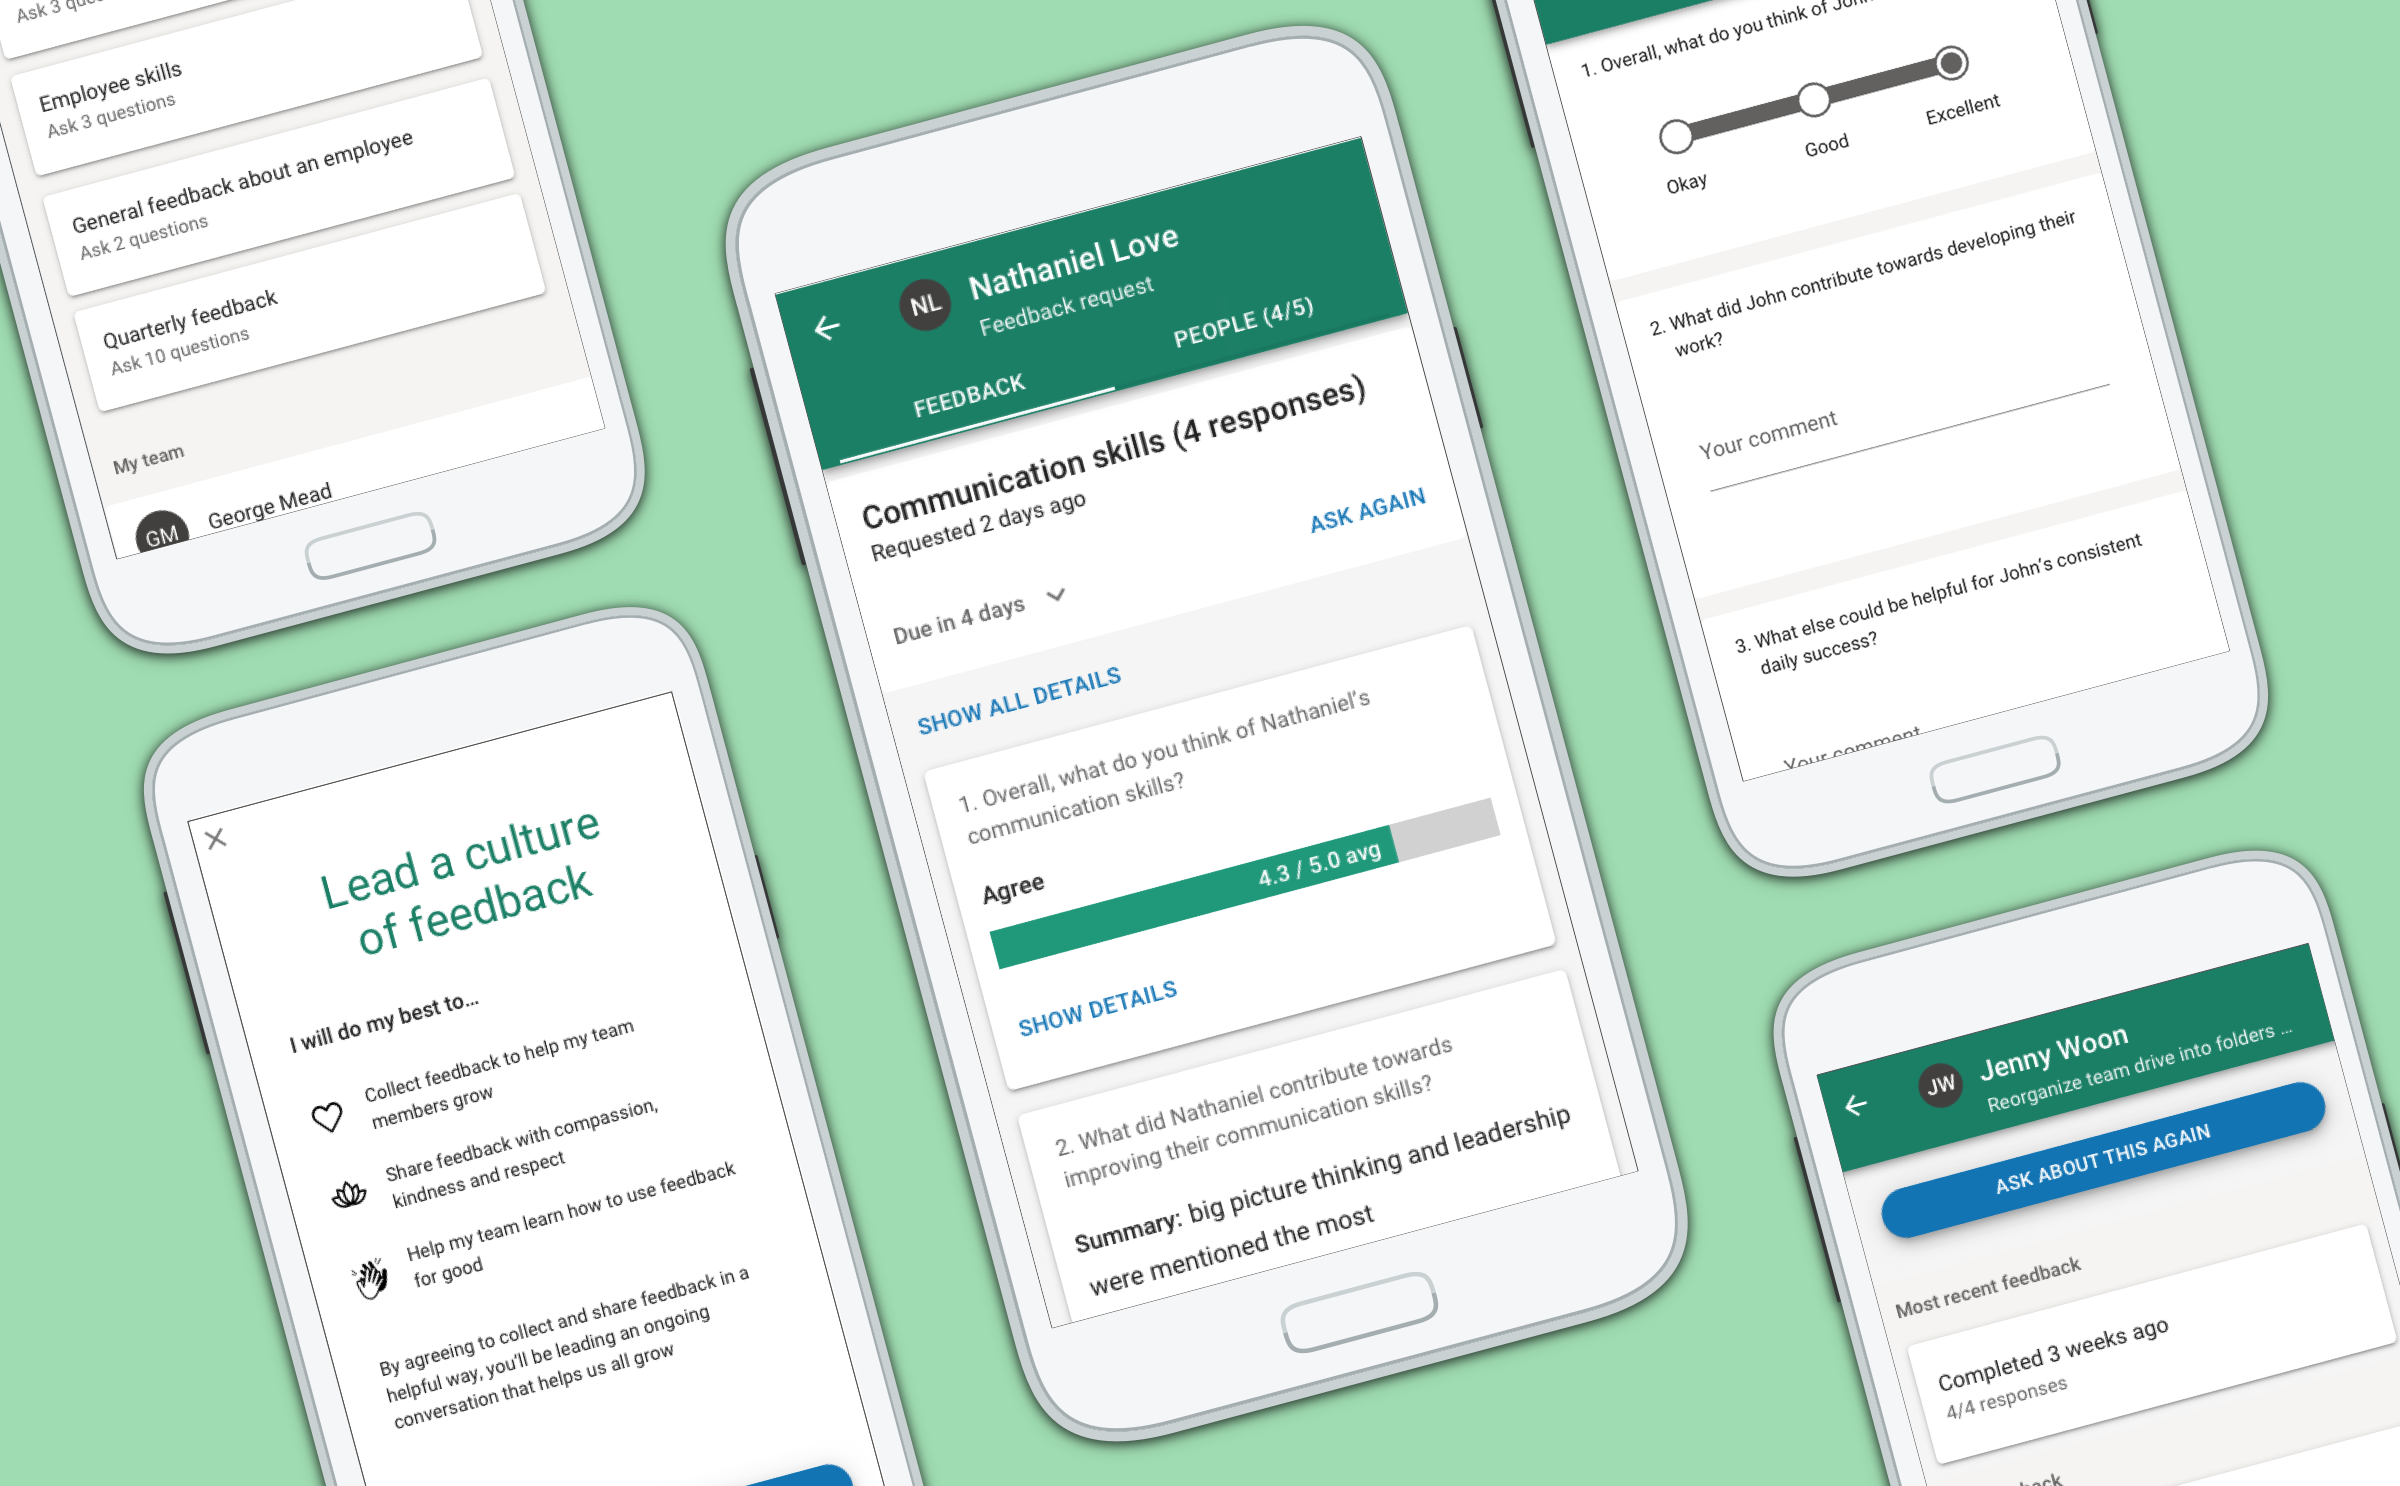 Ask 3
Employee skills
Ask 3 questions
General feedback about an employee
Ask 2 questions
Quarterly feedback
Ask 10 questions
My team
GM
George Mead
Lead a culture
of feedback
I will do my best to...
Collect feedback to help my team
members grow
Share feedback with compassion,
kindness and respect
Help my team learn how to use feedback
for good
By agreeing to collect and share feedback in a
helpful way, you'll be leading an ongoing
conversation that helps us all grow
NL
Nathaniel Love
Feedback request
FEEDBACK
PEOPLE (4/5)
Communication skills (4 responses)
Requested 2 days ago
ASK AGAIN
Due in 4 days
SHOW ALL DETAILS
1. Overall, what do you think of Nathaniel's
communication skills?
Agree
4.3 / 5.0 avg
SHOW DETAILS
2. What did Nathaniel contribute towards
improving their communication skills?
Summary: big picture thinking and leadership
were mentioned the most
1. Overall, what do you think of
Okay
Good
Excellent
2. What did John contribute towards developing their
work?
Your comment
3. What else could be helpful for John's consistent
daily success?
Your comment
JW
Jenny Woon
Reorganize team drive into folders ...
ASK ABOUT THIS AGAIN
Most recent feedback
Completed 3 weeks ago
4/4 responses